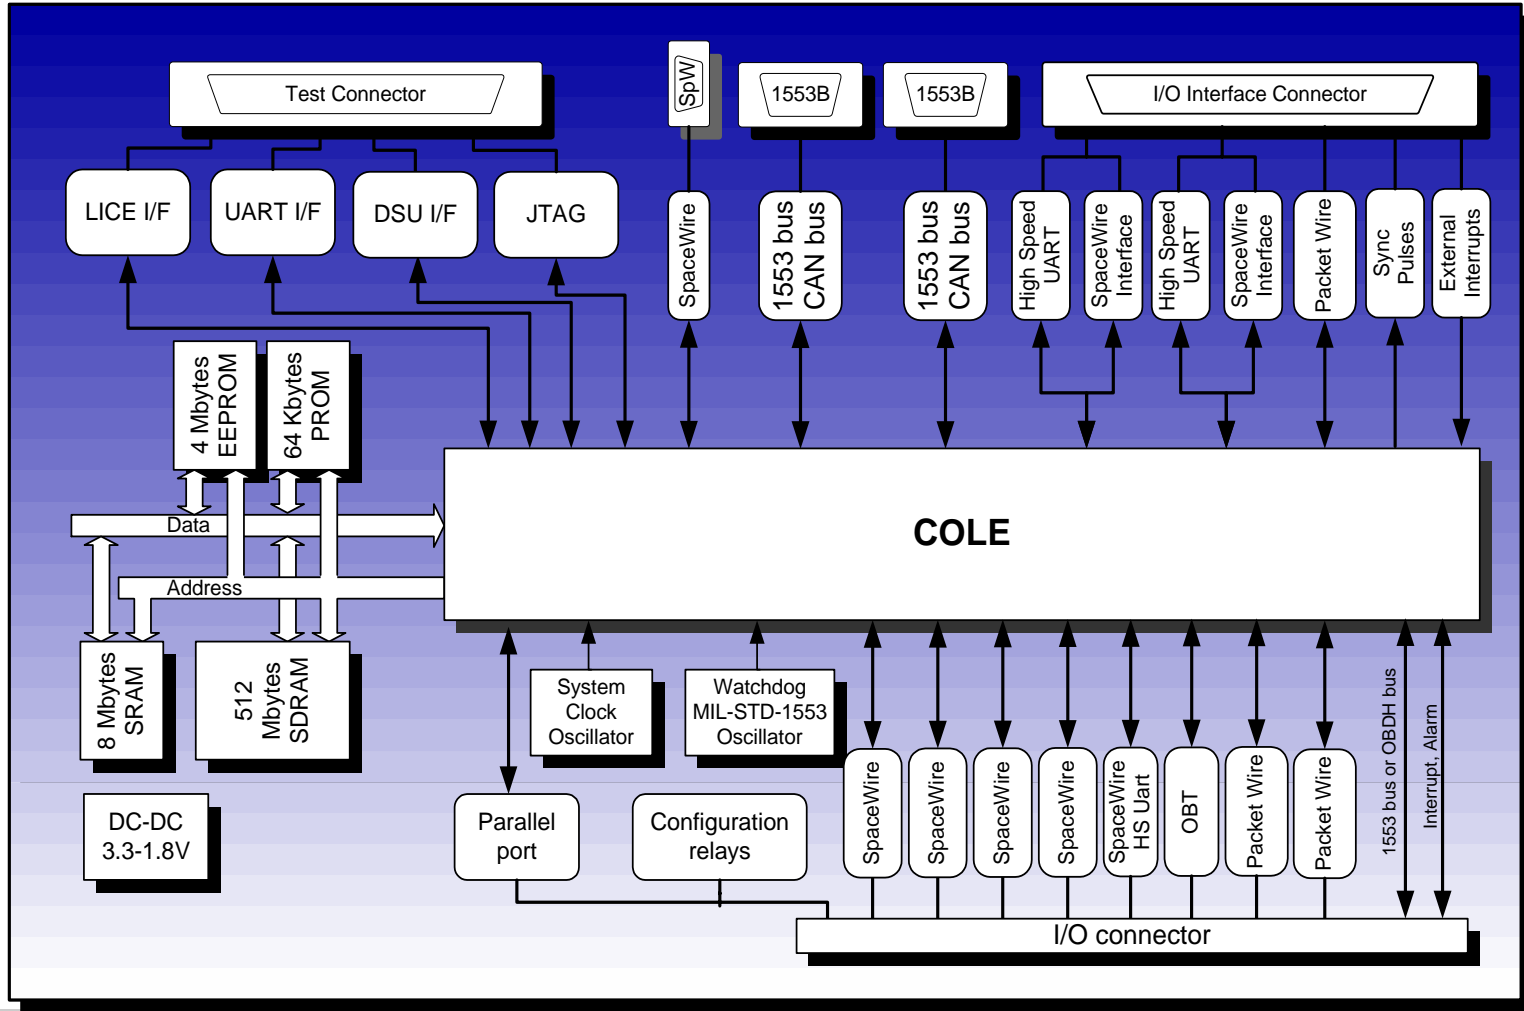 Test Connector
SpW
1553B
1553B
I/O Interface Connector
LICE I/F
UART I/F
DSU I/F
JTAG
SpaceWire
1553 bus
CAN bus
1553 bus
CAN bus
High Speed
UART
SpaceWire
Interface
High Speed
UART
SpaceWire
Interface
Packet Wire
Sync
Pulses
External
Interrupts
4 Mbytes
EEPROM
64 Kbytes
PROM
Data
Address
COLE
8 Mbytes
SRAM
512
Mbytes
SDRAM
System
Clock
Oscillator
Watchdog
MIL-STD-1553
Oscillator
DC-DC
3.3-1.8V
Parallel
port
Configuration
relays
SpaceWire
SpaceWire
SpaceWire
SpaceWire
SpaceWire
HS Uart
OBT
Packet Wire
Packet Wire
1553 bus or OBDH bus
Interrupt, Alarm
I/O connector